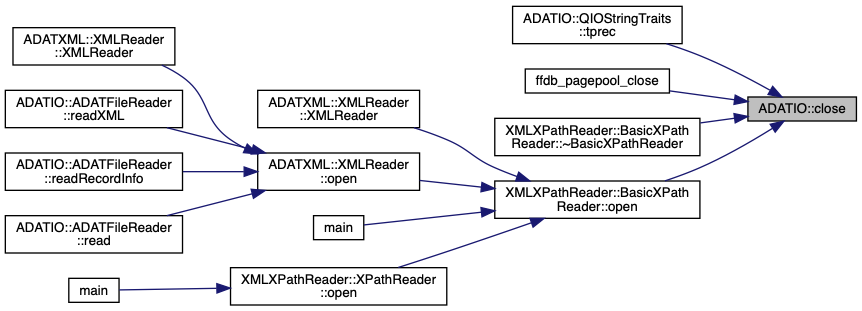 ADATXML::XMLReader
::XMLReader
ADATIO::ADATFileReader
::readXML
ADATIO::ADATFileReader
::readRecordInfo
ADATIO::ADATFileReader
::read
main
ADATXML::XMLReader
::XMLReader
ADATXML::XMLReader
::open
main
XMLXPathReader::XPathReader
::open
ADATIO::QIOStringTraits
::tprec
ffdb_pagepool_close
XMLXPathReader::BasicXPath
Reader::~BasicXPathReader
XMLXPathReader::BasicXPath
Reader::open
ADATIO::close